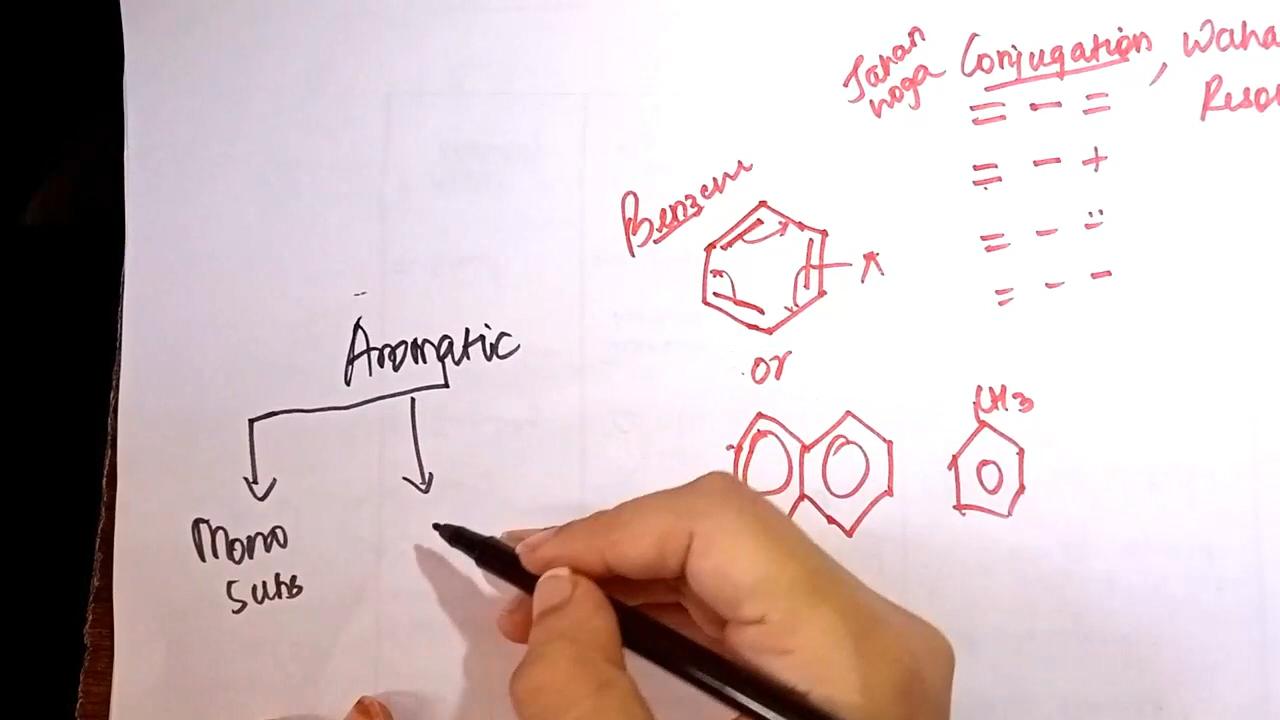 Jahan Conjugation, Waha
hoga Reso
= - =
= - +
= - ..
= - -
Benzene
or
CH3
Aromatic
Mono
Subs